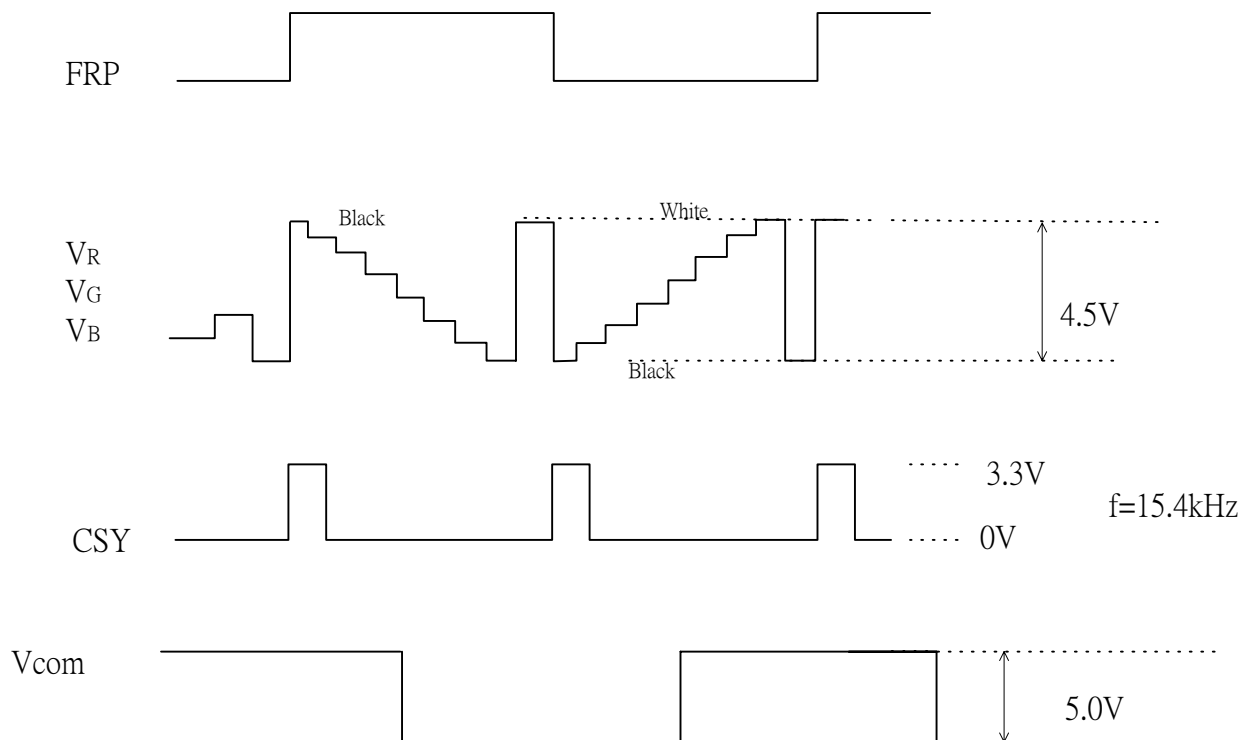 FRP
Black
White
VR
VG
VB
4.5V
Black
3.3V
f=15.4kHz
CSY
0V
Vcom
5.0V